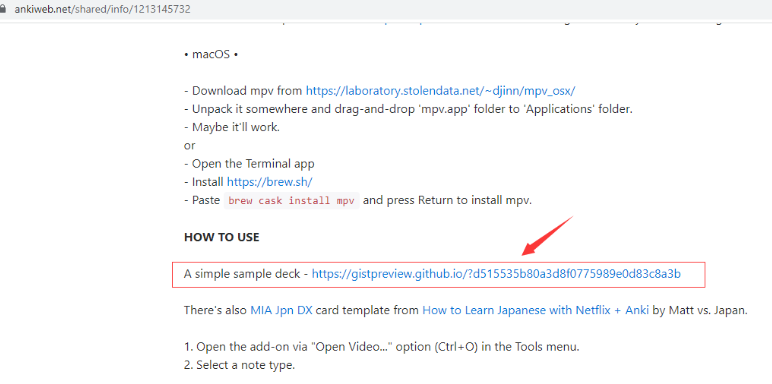 ankiweb.net/shared/info/1213145732
• macOS •
- Download mpv from https://laboratory.stolendata.net/~djinn/mpv_osx/
- Unpack it somewhere and drag-and-drop 'mpv.app' folder to 'Applications' folder.
- Maybe it'll work.
or
- Open the Terminal app
- Install https://brew.sh/
- Paste brew cask install mpv and press Return to install mpv.
HOW TO USE
A simple sample deck - https://gistpreview.github.io/?d515535b80a3d8f0775989e0d83c8a3b
There's also MIA Jpn DX card template from How to Learn Japanese with Netflix + Anki by Matt vs. Japan.
1. Open the add-on via "Open Video..." option (Ctrl+O) in the Tools menu.
2. Select a note type.